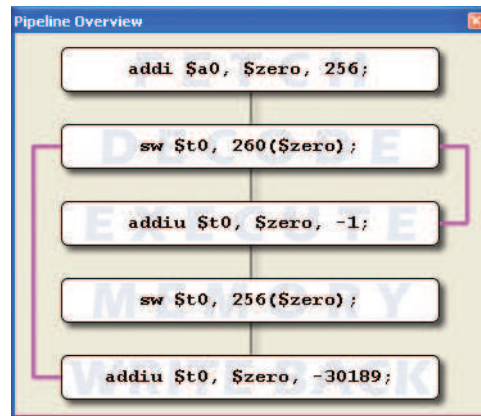 Pipeline Overview
FETCH
addi $a0, $zero, 256;
DECODE
sw $t0, 260($zero);
EXECUTE
addiu $t0, $zero, -1;
MEMORY
sw $t0, 256($zero);
WRITE BACK
addiu $t0, $zero, -30189;